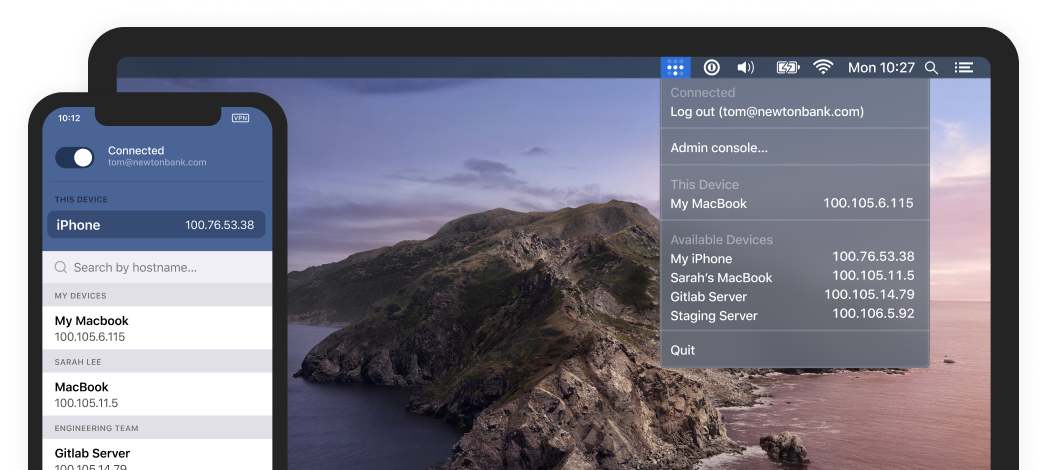 10:12
VPN
Connected
tom@newtonbank.com
THIS DEVICE
iPhone 100.76.53.38
Search by hostname...
MY DEVICES
My Macbook
100.105.6.115
SARAH LEE
MacBook
100.105.11.5
ENGINEERING TEAM
Gitlab Server
100.105.14.79
Mon 10:27
Connected
Log out (tom@newtonbank.com)
Admin console...
This Device
My MacBook 100.105.6.115
Available Devices
My iPhone 100.76.53.38
Sarah's MacBook 100.105.11.5
Gitlab Server 100.105.14.79
Staging Server 100.106.5.92
Quit